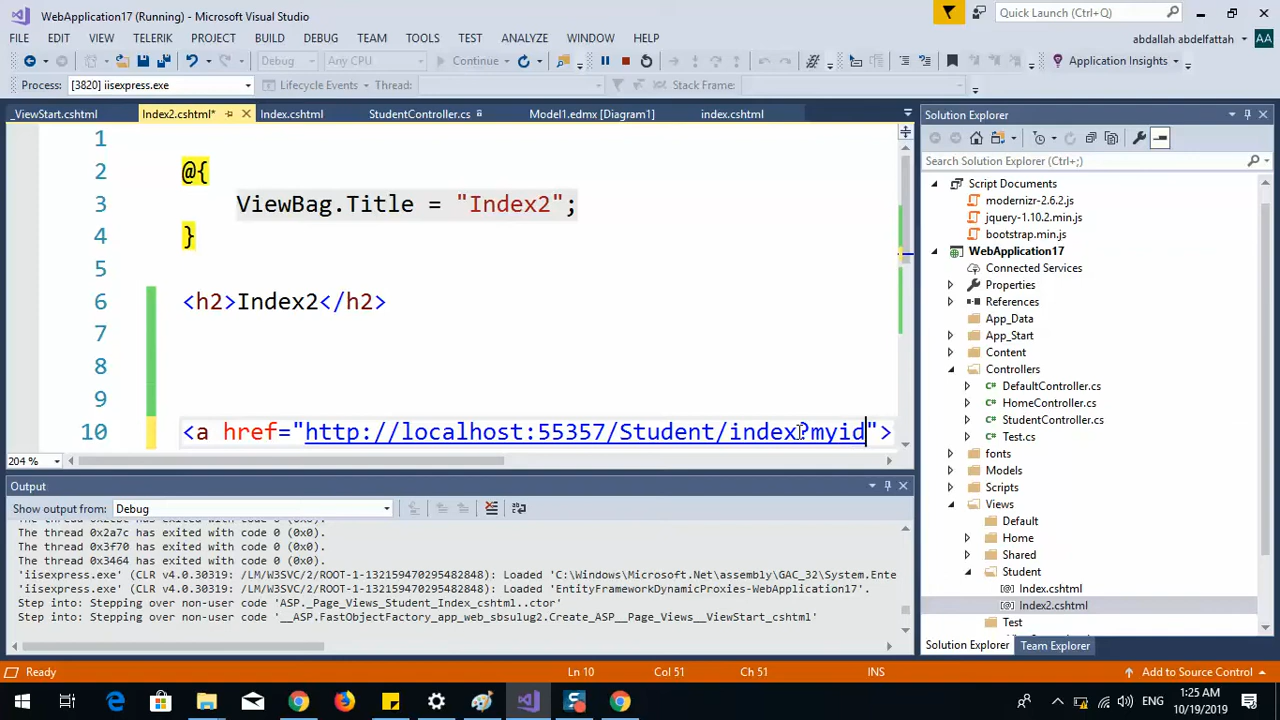 WebApplication17 (Running) - Microsoft Visual Studio
Quick Launch (Ctrl+Q)
FILE EDIT VIEW TELERIK PROJECT BUILD DEBUG TEAM TOOLS TEST ANALYZE WINDOW HELP
abdallah abdelfattah AA
Debug Any CPU Continue Application Insights
Process: [3820] iisexpress.exe Lifecycle Events Thread: Stack Frame:
_ViewStart.cshtml Index2.cshtml* Index.cshtml StudentController.cs Model1.edmx [Diagram1] index.cshtml
1
2 @{
3 ViewBag.Title = "Index2";
4 }
5
6 <h2>Index2</h2>
7
8
9
10 <a href="http://localhost:55357/Student/index?myid">
204 %
Output
Show output from: Debug
The thread 0x2a7c has exited with code 0 (0x0).
The thread 0x3f70 has exited with code 0 (0x0).
The thread 0x3464 has exited with code 0 (0x0).
'iisexpress.exe' (CLR v4.0.30319: /LM/W3SVC/2/ROOT-1-132159470295482848): Loaded 'C:\Windows\Microsoft.Net\assembly\GAC_32\System.Ente
'iisexpress.exe' (CLR v4.0.30319: /LM/W3SVC/2/ROOT-1-132159470295482848): Loaded 'EntityFrameworkDynamicProxies-WebApplication17'.
Step into: Stepping over non-user code 'ASP._Page_Views_Student_Index_cshtml..ctor'
Step into: Stepping over non-user code '__ASP.FastObjectFactory_app_web_sbsulug2.Create_ASP__Page_Views__ViewStart_cshtml'
Solution Explorer
Search Solution Explorer (Ctrl+;)
Script Documents
modernizr-2.6.2.js
jquery-1.10.2.min.js
bootstrap.min.js
WebApplication17
Connected Services
Properties
References
App_Data
App_Start
Content
Controllers
DefaultController.cs
HomeController.cs
StudentController.cs
Test.cs
fonts
Models
Scripts
Views
Default
Home
Shared
Student
Index.cshtml
Index2.cshtml
Test
Solution Explorer Team Explorer
Ready Ln 10 Col 51 Ch 51 INS Add to Source Control
ENG 1:25 AM
10/19/2019